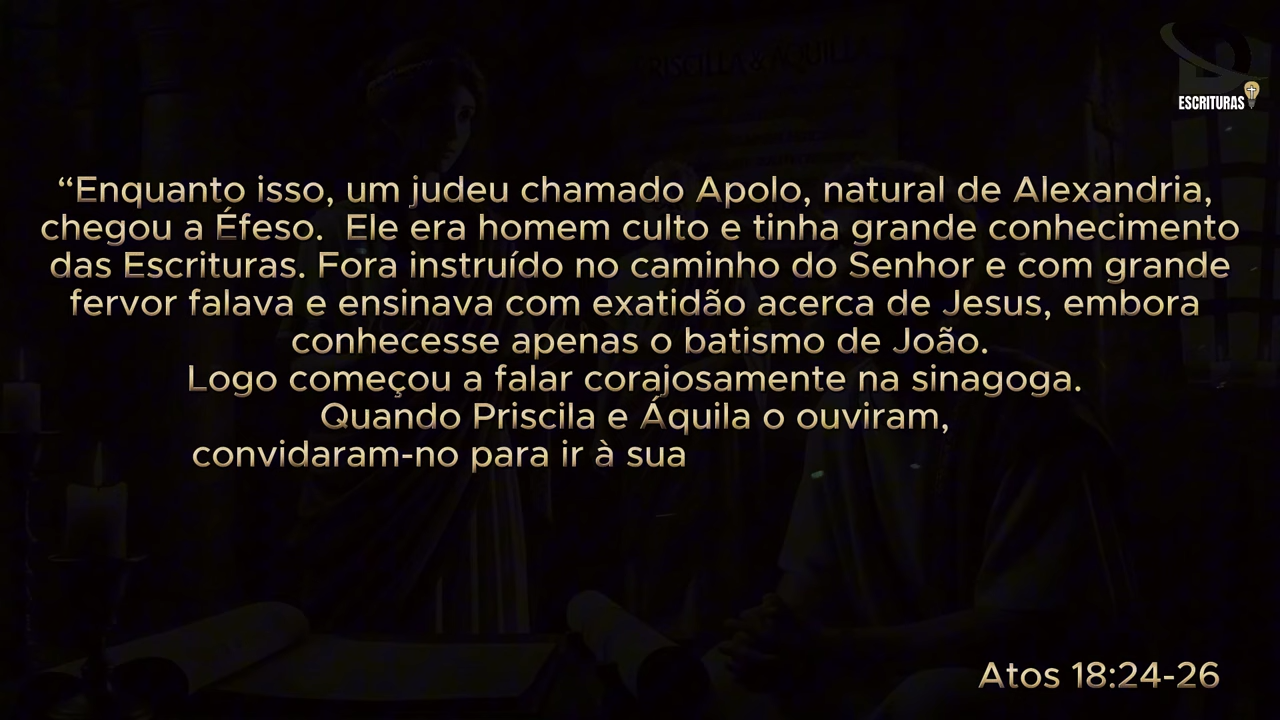 ESCRITURAS
“Enquanto isso, um judeu chamado Apolo, natural de Alexandria,
chegou a Éfeso.  Ele era homem culto e tinha grande conhecimento
das Escrituras. Fora instruído no caminho do Senhor e com grande
fervor falava e ensinava com exatidão acerca de Jesus, embora
conhecesse apenas o batismo de João.
Logo começou a falar corajosamente na sinagoga.
Quando Priscila e Áquila o ouviram,
convidaram-no para ir à sua
Atos 18:24-26